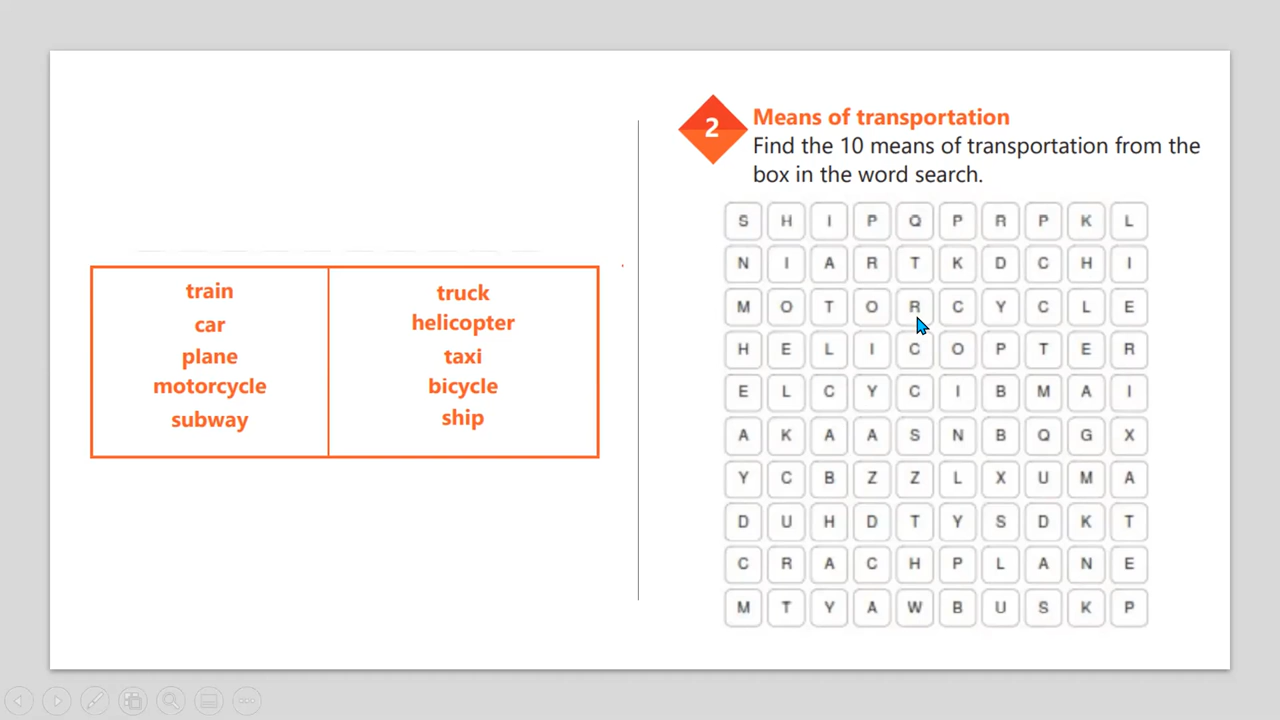 train
car
plane
motorcycle
subway
truck
helicopter
taxi
bicycle
ship
2
Means of transportation
Find the 10 means of transportation from the
box in the word search.
S H I P Q P R P K L
N I A R T K D C H I
M O T O R C Y C L E
H E L I C O P T E R
E L C Y C I B M A I
A K A A S N B Q G X
Y C B Z Z L X U M A
D U H D T Y S D K T
C R A C H P L A N E
M T Y A W B U S K P